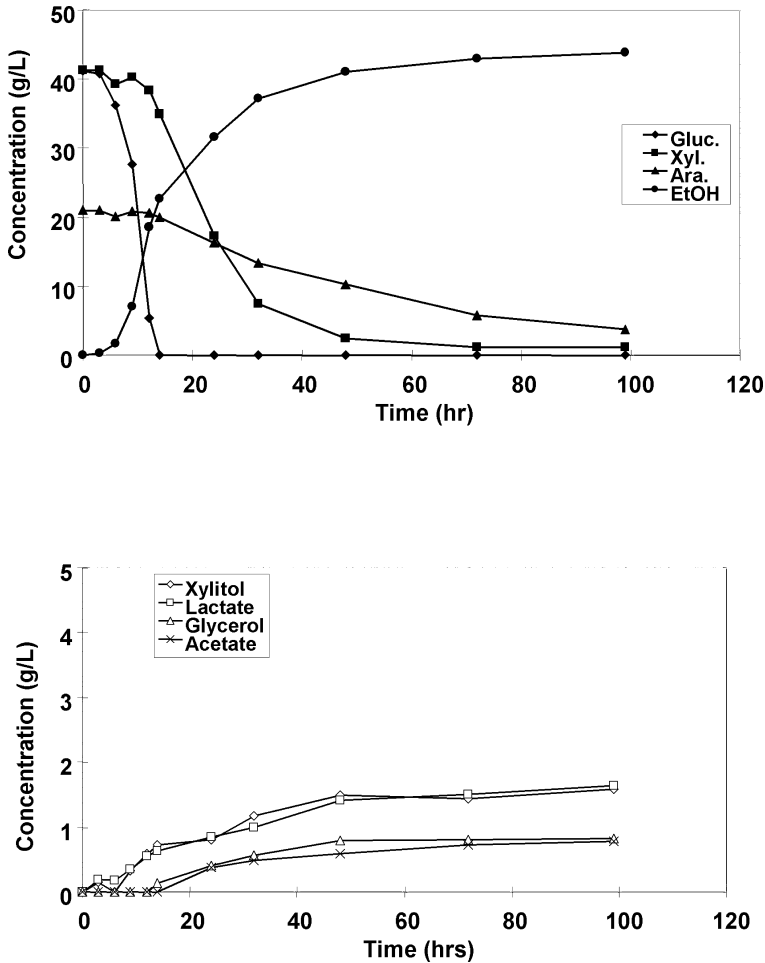 50
40
30
20
10
0
Concentration (g/L)
Gluc.
Xyl.
Ara.
EtOH
0 20 40 60 80 100 120
Time (hr)
5
4
3
2
1
0
Concentration (g/L)
Xylitol
Lactate
Glycerol
Acetate
0 20 40 60 80 100 120
Time (hrs)